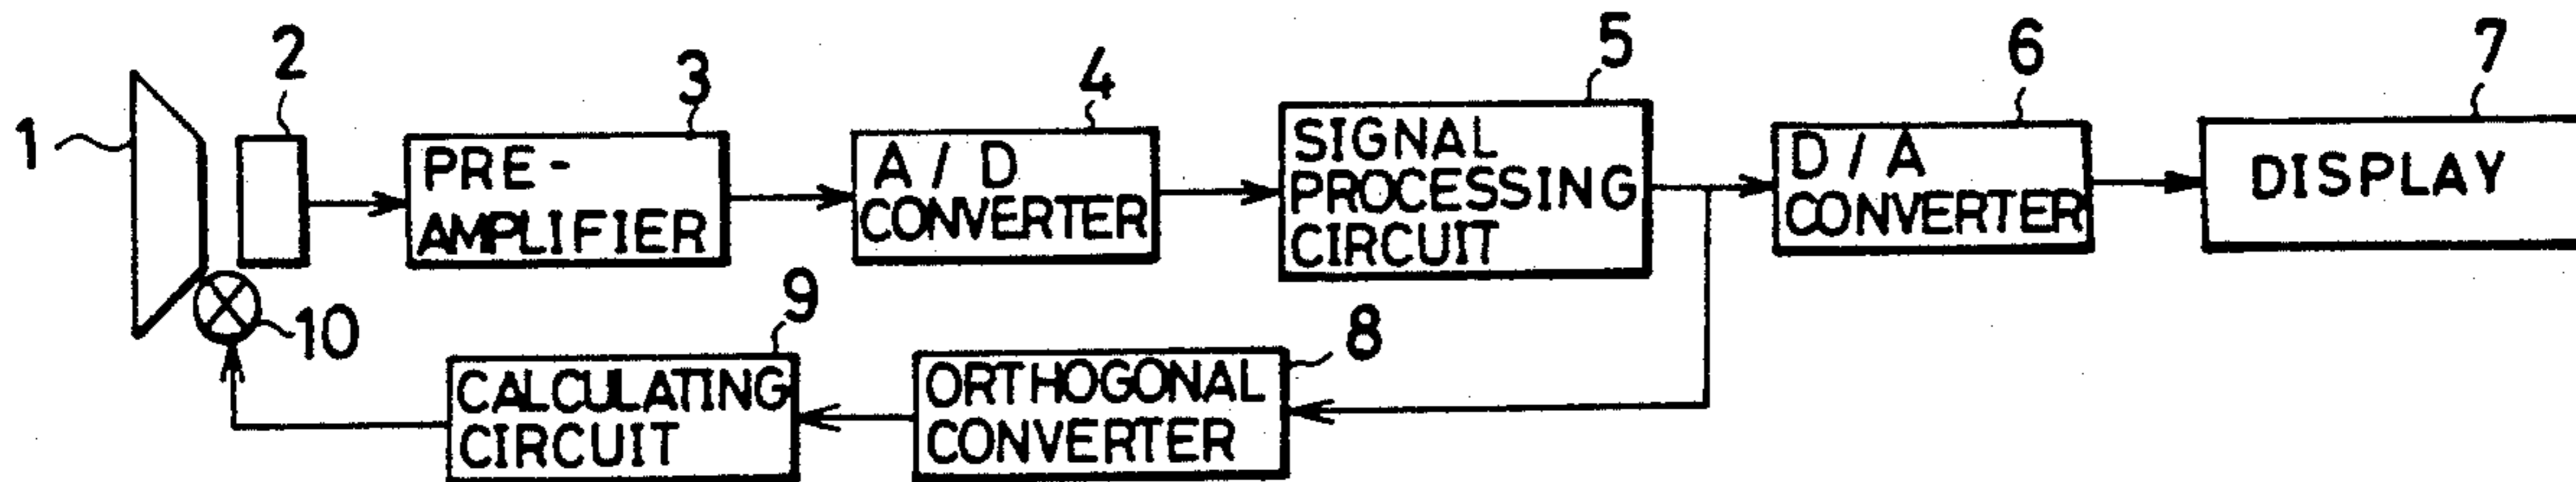 1
2
3
PRE-
AMPLIFIER
4
A/D
CONVERTER
5
SIGNAL
PROCESSING
CIRCUIT
6
D/A
CONVERTER
7
DISPLAY
10
9
CALCULATING
CIRCUIT
8
ORTHOGONAL
CONVERTER